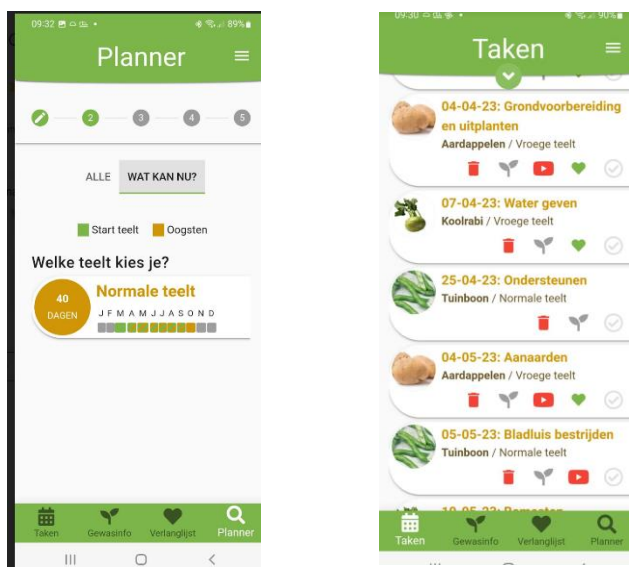 09:32
89%
Planner
2
3
4
5
ALLE WAT KAN NU?
Start teelt Oogsten
Welke teelt kies je?
40
DAGEN
Normale teelt
J F M A M J J A S O N D
Taken Gewasinfo Verlanglijst Planner
09:30
90%
Taken
04-04-23: Grondvoorbereiding
en uitplanten
Aardappelen / Vroege teelt
07-04-23: Water geven
Koolrabi / Vroege teelt
25-04-23: Ondersteunen
Tuinboon / Normale teelt
04-05-23: Aanaarden
Aardappelen / Vroege teelt
05-05-23: Bladluis bestrijden
Tuinboon / Normale teelt
Taken Gewasinfo Verlanglijst Planner